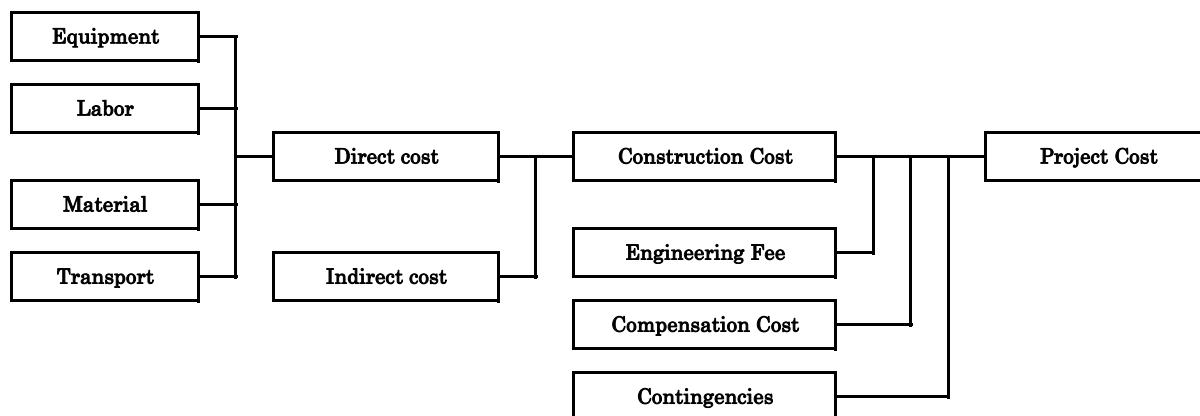 Equipment
Labor
Material
Transport
Direct cost
Indirect cost
Construction Cost
Engineering Fee
Compensation Cost
Contingencies
Project Cost